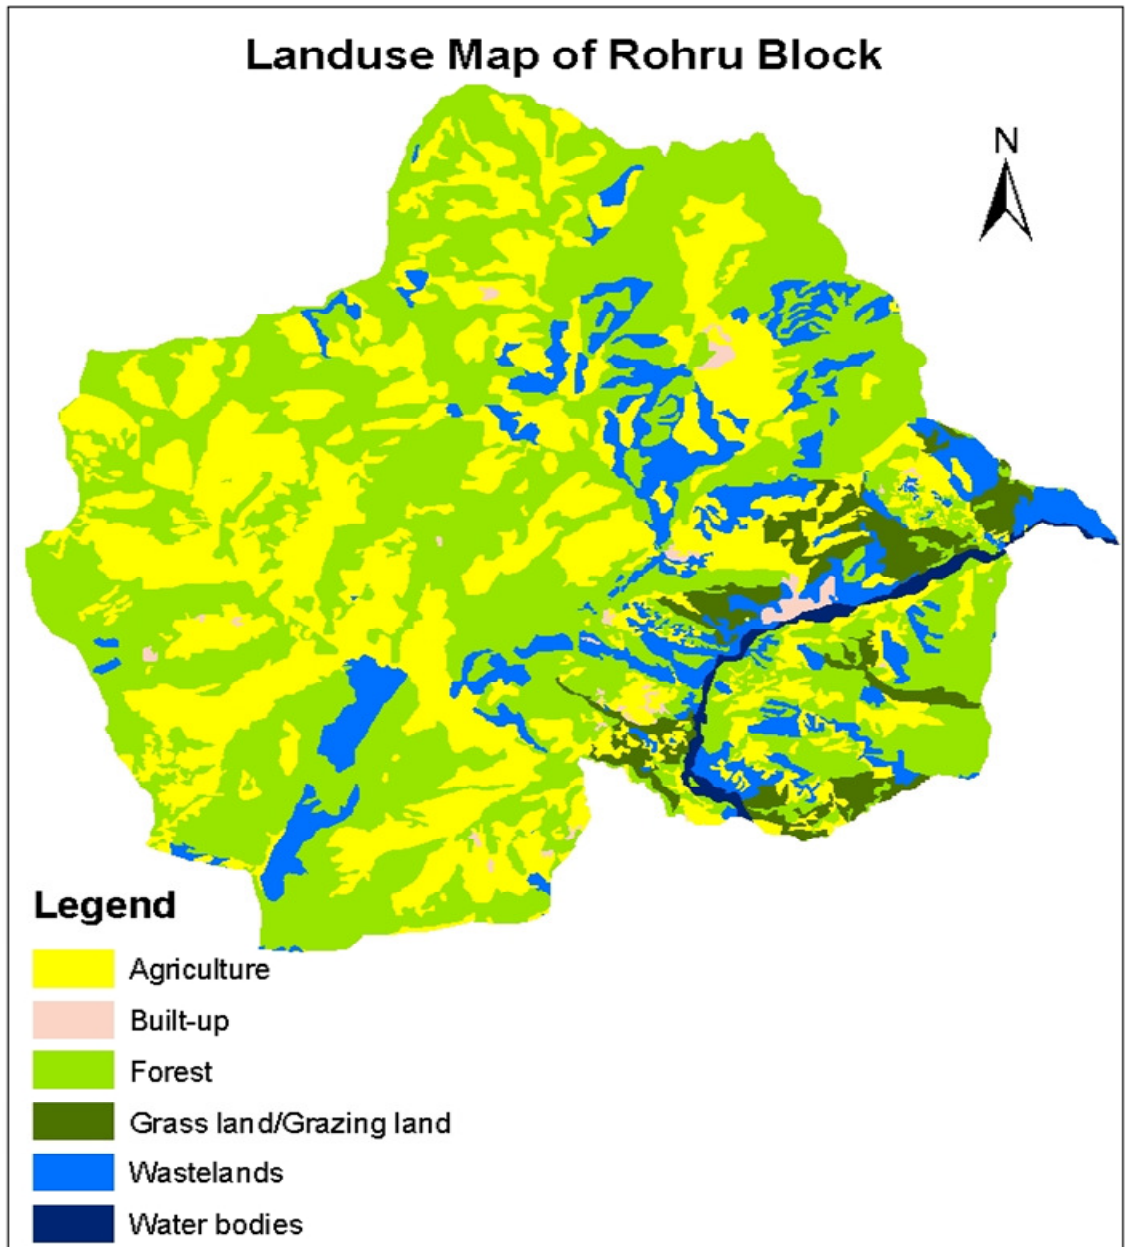 Landuse Map of Rohru Block
N
Legend
Agriculture
Built-up
Forest
Grass land/Grazing land
Wastelands
Water bodies